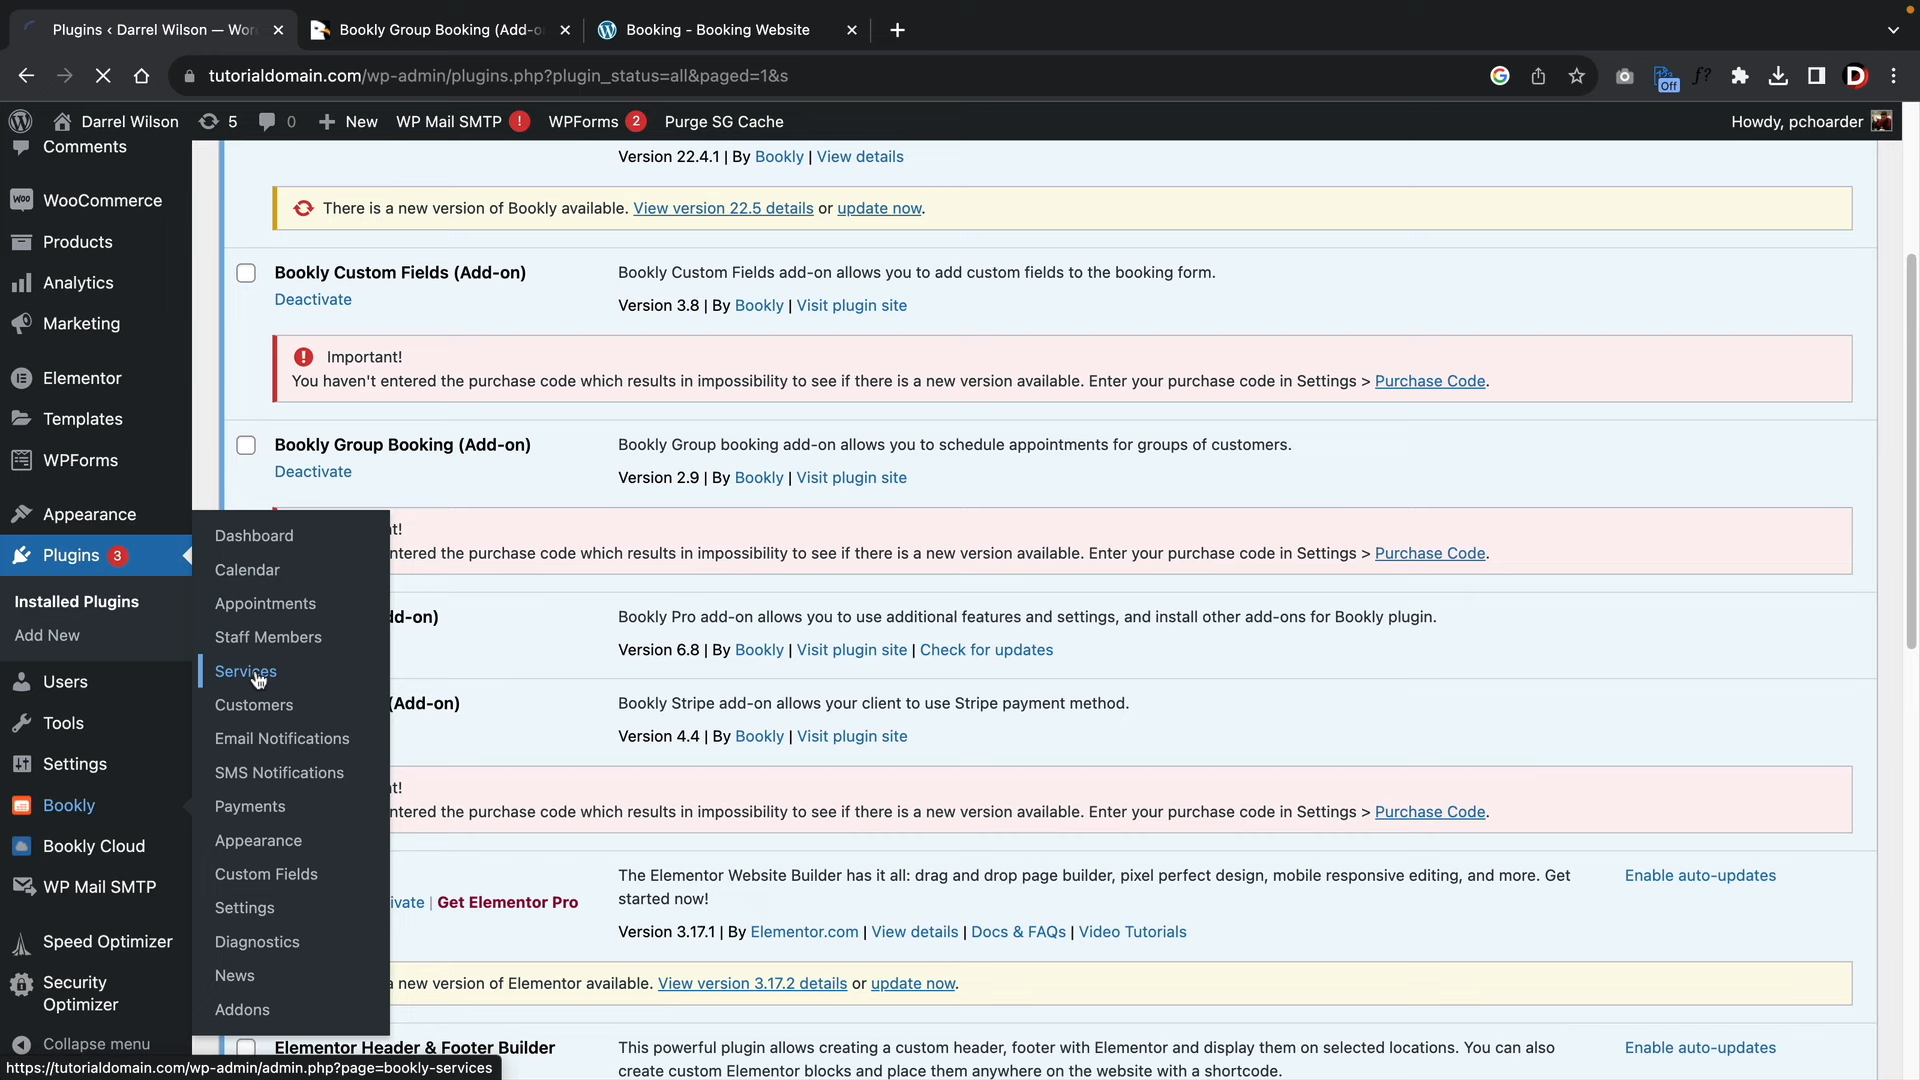 Plugins ‹ Darrel Wilson — Wor
Bookly Group Booking (Add-o
Booking - Booking Website
tutorialdomain.com/wp-admin/plugins.php?plugin_status=all&paged=1&s
Off
f?
D
Darrel Wilson
5
0
New
WP Mail SMTP !
WPForms 2
Purge SG Cache
Howdy, pchoarder
Comments
WooCommerce
Products
Analytics
Marketing
Elementor
Templates
WPForms
Appearance
Plugins 3
Installed Plugins
Add New
Users
Tools
Settings
Bookly
Bookly Cloud
WP Mail SMTP
Speed Optimizer
Security
Optimizer
Collapse menu
Dashboard
Calendar
Appointments
Staff Members
Services
Customers
Email Notifications
SMS Notifications
Payments
Appearance
Custom Fields
Settings
Diagnostics
News
Addons
Version 22.4.1 | By Bookly | View details
There is a new version of Bookly available. View version 22.5 details or update now.
Bookly Custom Fields (Add-on)
Deactivate
Bookly Custom Fields add-on allows you to add custom fields to the booking form.
Version 3.8 | By Bookly | Visit plugin site
Important!
You haven't entered the purchase code which results in impossibility to see if there is a new version available. Enter your purchase code in Settings > Purchase Code.
Bookly Group Booking (Add-on)
Deactivate
Bookly Group booking add-on allows you to schedule appointments for groups of customers.
Version 2.9 | By Bookly | Visit plugin site
t!
ntered the purchase code which results in impossibility to see if there is a new version available. Enter your purchase code in Settings > Purchase Code.
dd-on)
Bookly Pro add-on allows you to use additional features and settings, and install other add-ons for Bookly plugin.
Version 6.8 | By Bookly | Visit plugin site | Check for updates
(Add-on)
Bookly Stripe add-on allows your client to use Stripe payment method.
Version 4.4 | By Bookly | Visit plugin site
t!
ntered the purchase code which results in impossibility to see if there is a new version available. Enter your purchase code in Settings > Purchase Code.
ivate | Get Elementor Pro
The Elementor Website Builder has it all: drag and drop page builder, pixel perfect design, mobile responsive editing, and more. Get
started now!
Version 3.17.1 | By Elementor.com | View details | Docs & FAQs | Video Tutorials
Enable auto-updates
a new version of Elementor available. View version 3.17.2 details or update now.
Elementor Header & Footer Builder
This powerful plugin allows creating a custom header, footer with Elementor and display them on selected locations. You can also
create custom Elementor blocks and place them anywhere on the website with a shortcode.
Enable auto-updates
https://tutorialdomain.com/wp-admin/admin.php?page=bookly-services